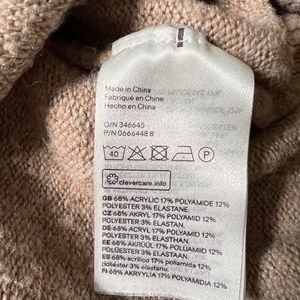 Made in China
Fabriqué en Chine
Hecho en China
O/N 346645
P/N 0666448 8
40
P
clevercare.info
GB 68% ACRYLIC 17% POLYAMIDE 12%
POLYESTER 3% ELASTANE.
CZ 68% AKRYL 17% POLYAMID 12%
POLYESTER 3% ELASTAN.
DE 68% ACRYL 17% POLYAMID 12%
POLYESTER 3% ELASTHAN.
EE 68% AKRÜÜL 17% POLÜAMIID 12%
POLÜESTER 3% ELASTAAN.
ES 68% acrílico 17% poliamida 12%
poliéster 3% elastano.
FI 68% AKRYYLIA 17% POLYAMIDIA 12%